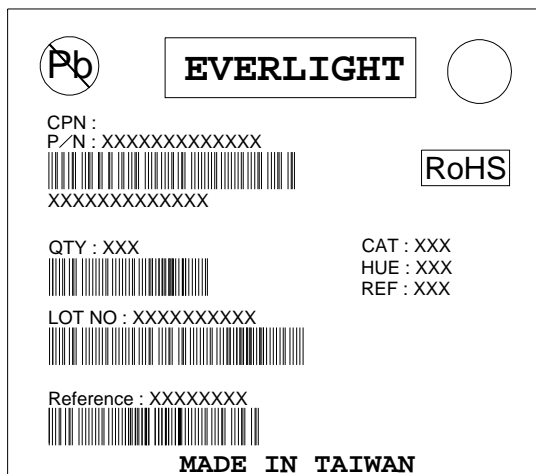 Pb
EVERLIGHT
CPN :
P/N : XXXXXXXXXXXXX
RoHS
XXXXXXXXXXXXX
QTY : XXX
CAT : XXX
HUE : XXX
REF : XXX
LOT NO : XXXXXXXXXX
Reference : XXXXXXXX
MADE IN TAIWAN